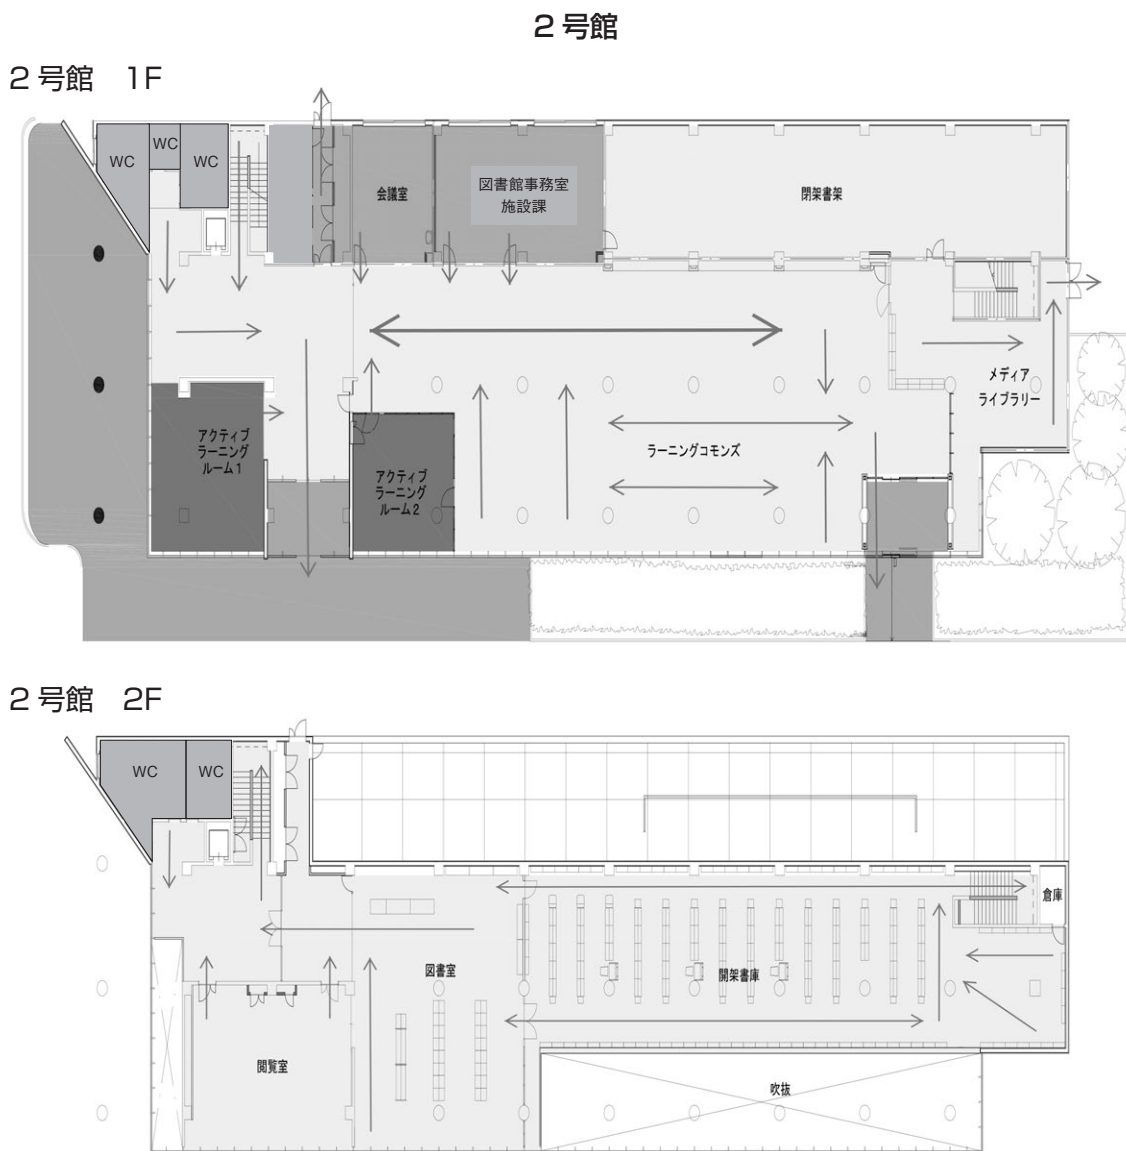 2号館
2号館 1F
WC
WC
WC
会議室
図書館事務室
施設課
閉架書架
メディア
ライブラリー
アクティブ
ラーニング
ルーム1
アクティブ
ラーニング
ルーム2
ラーニングコモンズ
2号館 2F
WC
WC
倉庫
図書室
開架書庫
閲覧室
吹抜